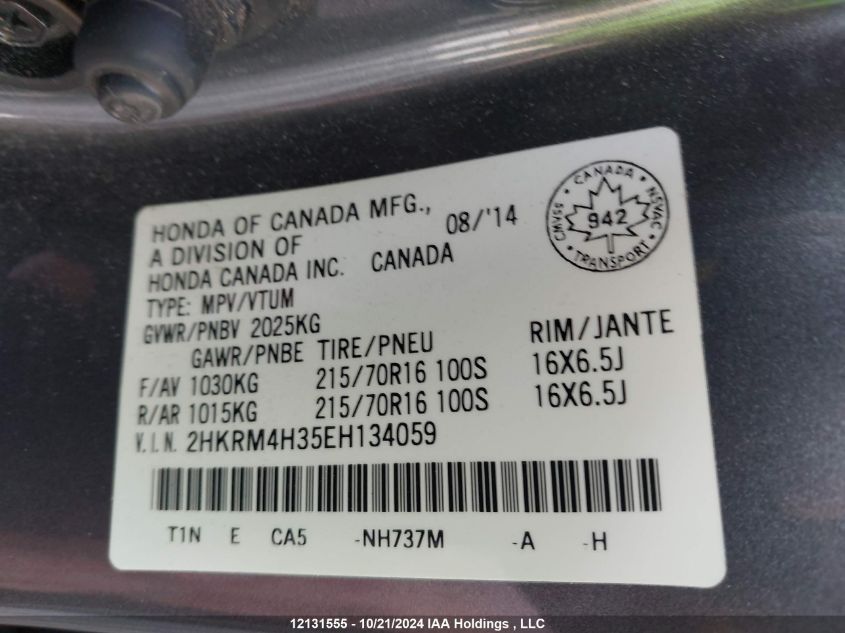 HONDA OF CANADA MFG., 08/'14
A DIVISION OF
HONDA CANADA INC. CANADA
TYPE: MPV/VTUM
GVWR/PNBV 2025KG
GAWR/PNBE TIRE/PNEU RIM/JANTE
F/AV 1030KG 215/70R16 100S 16X6.5J
R/AR 1015KG 215/70R16 100S 16X6.5J
V.I.N. 2HKRM4H35EH134059
T1N E CA5 -NH737M -A -H
CANADA
CMVSS 942 NSVAC
TRANSPORT
12131555 - 10/21/2024 IAA Holdings , LLC